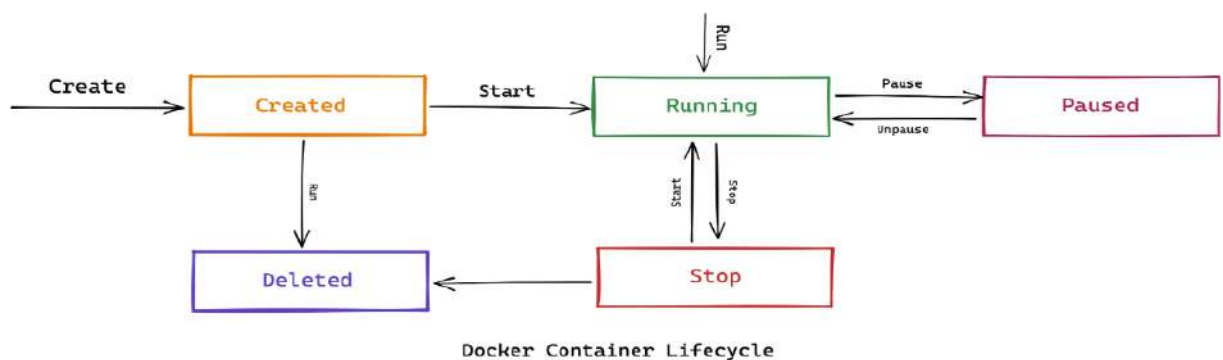 Run
Create
Created
Start
Running
Pause
Paused
Unpause
Run
Start
Stop
Deleted
Stop
Docker Container Lifecycle